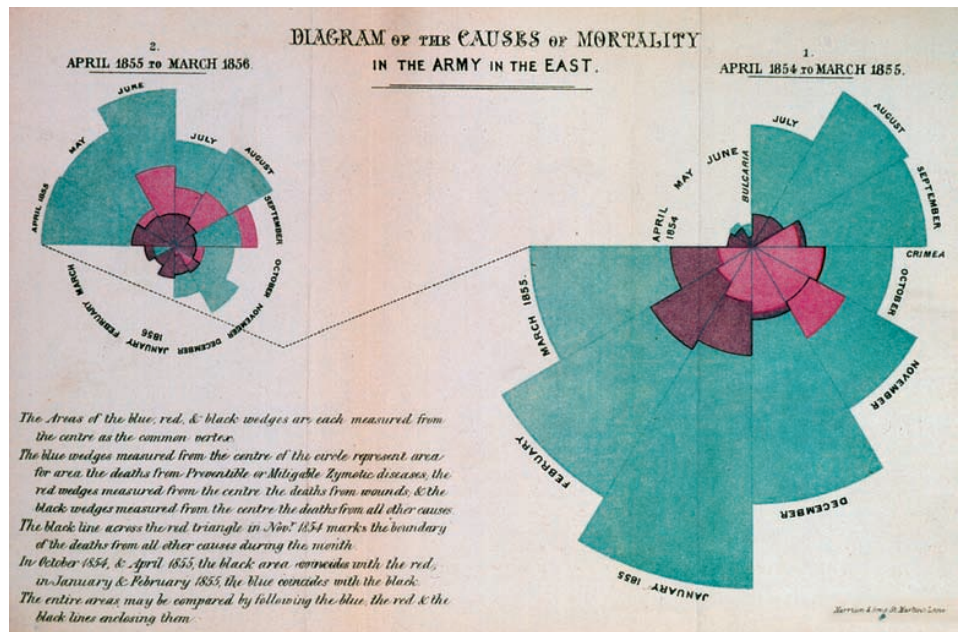 DIAGRAM OF THE CAUSES OF MORTALITY
IN THE ARMY IN THE EAST.
2.
APRIL 1855 TO MARCH 1856.
1.
APRIL 1854 TO MARCH 1855.
APRIL 1855
MAY
JUNE
JULY
AUGUST
SEPTEMBER
OCTOBER
NOVEMBER
DECEMBER
JANUARY
1856
FEBRUARY
MARCH
APRIL
1854
MAY
JUNE
BULGARIA
JULY
AUGUST
SEPTEMBER
CRIMEA
OCTOBER
NOVEMBER
DECEMBER
JANUARY 1855
FEBRUARY
MARCH 1855.
The Areas of the blue, red, & black wedges are each measured from
the centre as the common vertex.
The blue wedges measured from the centre of the circle represent area
for area the deaths from Preventible or Mitigable Zymotic diseases; the
red wedges measured from the centre the deaths from wounds; & the
black wedges measured from the centre the deaths from all other causes.
The black line across the red triangle in Nov.r 1854 marks the boundary
of the deaths from all other causes during the month.
In October 1854, & April 1855, the black area coincides with the red;
in January & February 1855, the blue coincides with the black.
The entire areas may be compared by following the blue, the red & the
black lines enclosing them.
Harrison & Sons St. Martins Lane